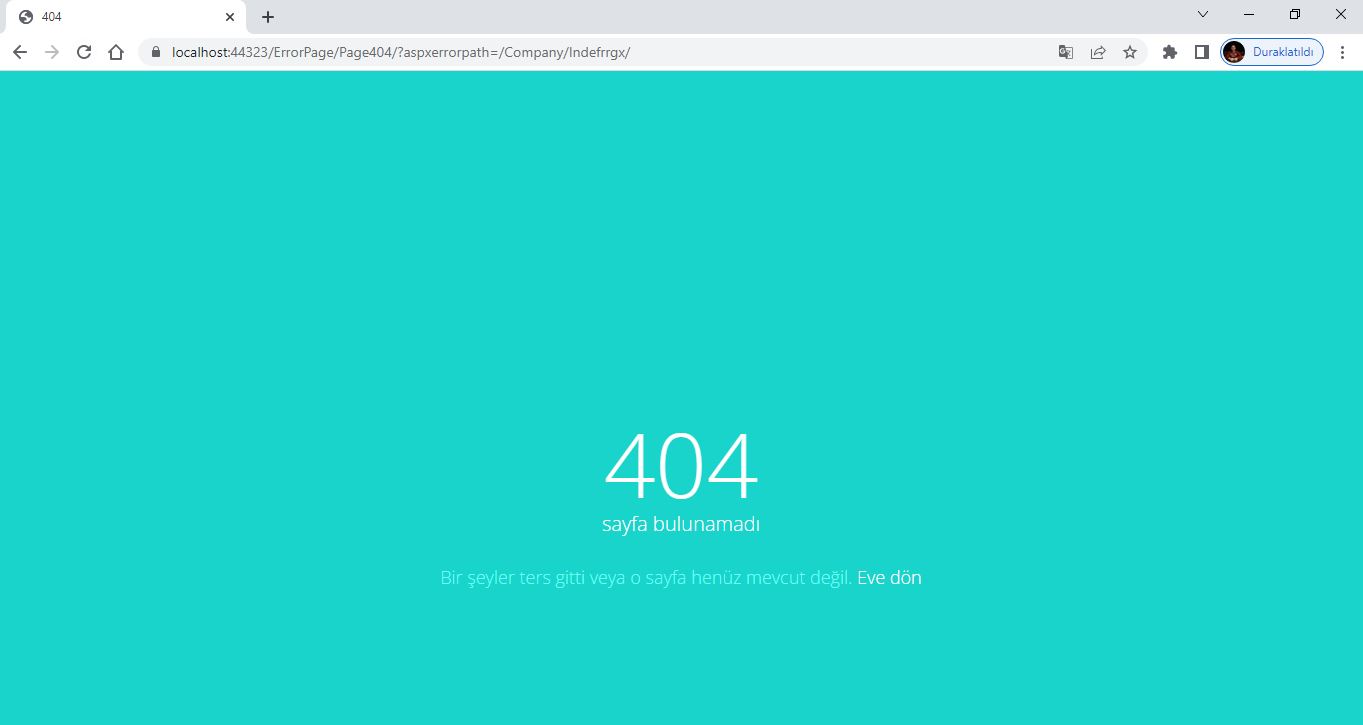 404
localhost:44323/ErrorPage/Page404/?aspxerrorpath=/Company/Indefrrgx/
Duraklatıldı
404
sayfa bulunamadı
Bir şeyler ters gitti veya o sayfa henüz mevcut değil. Eve dön